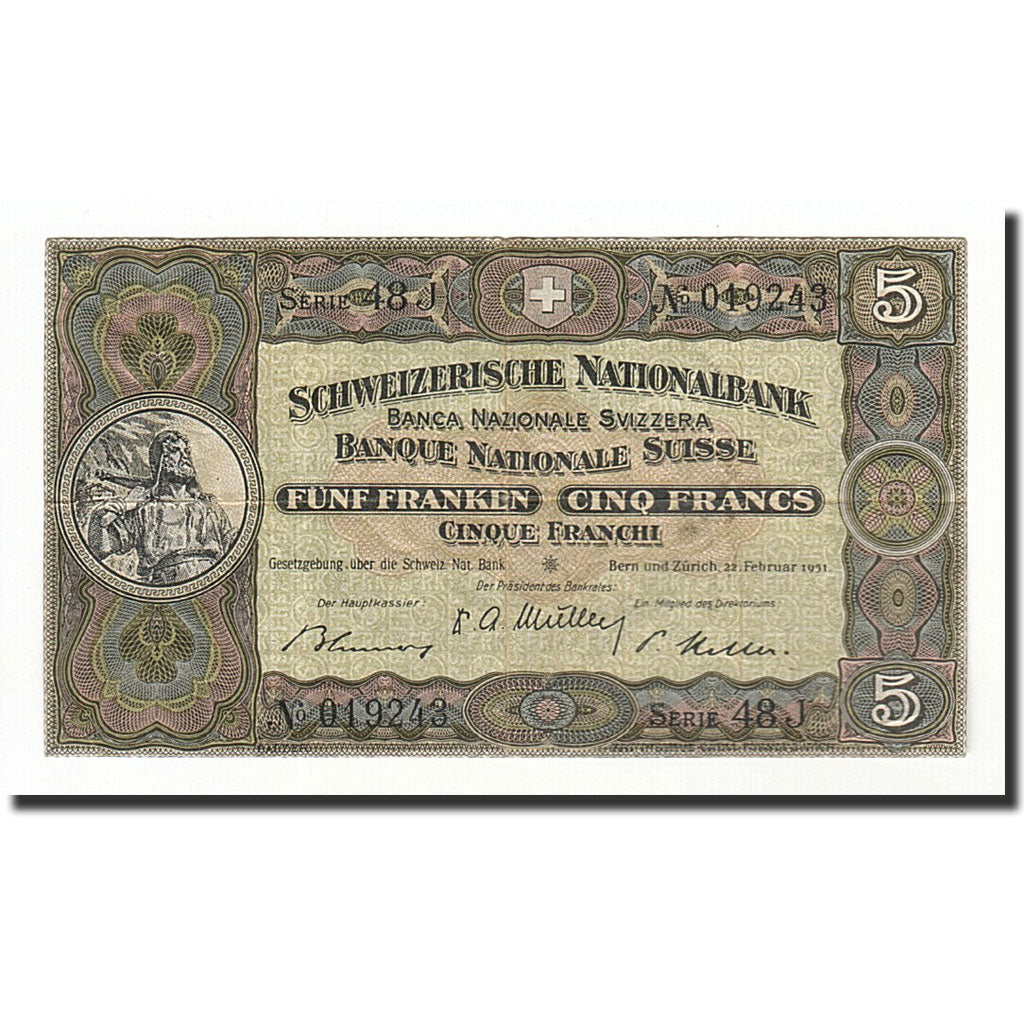 SERIE 48 J
No 019243
5
SCHWEIZERISCHE NATIONALBANK
BANCA NAZIONALE SVIZZERA
BANQUE NATIONALE SUISSE
FÜNF FRANKEN CINQ FRANCS
CINQUE FRANCHI
Gesetzgebung über die Schweiz. Nat. Bank
Bern und Zürich, 22. Februar 1951.
Der Präsident des Bankrates:
Der Hauptkassier:
Ein Mitglied des Direktoriums
No 019243
SERIE 48 J
5
BALZER